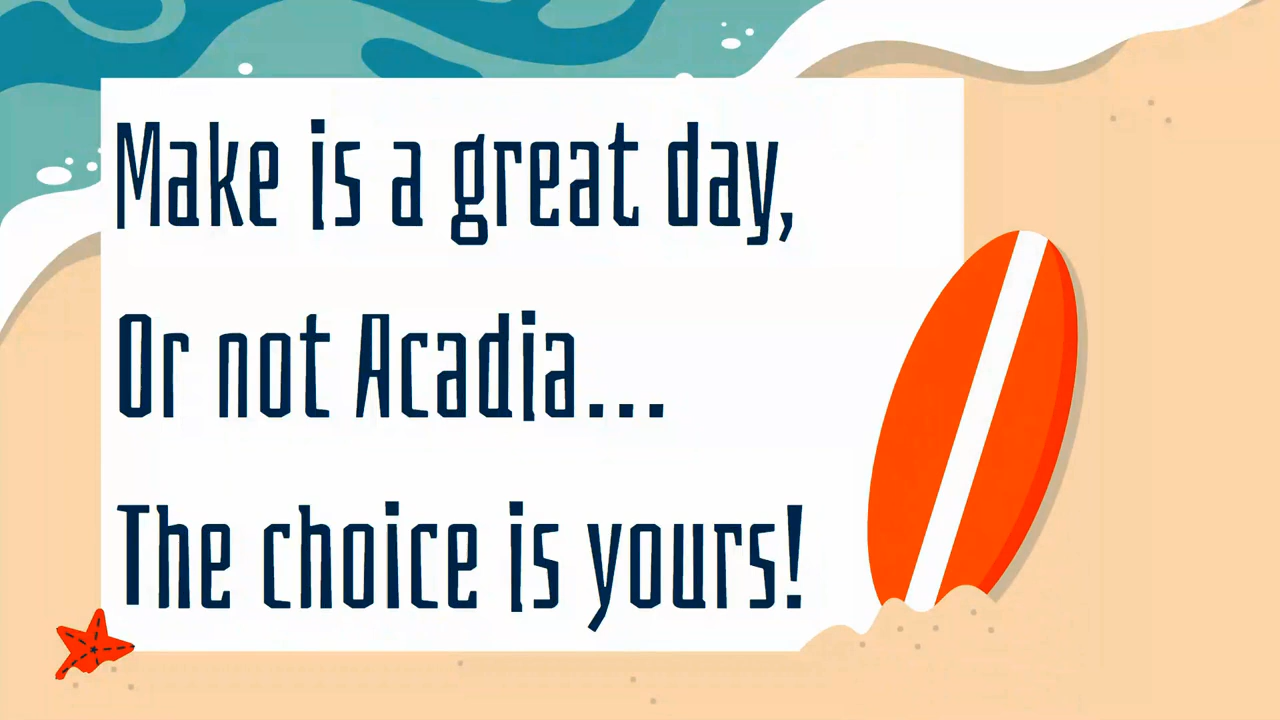 Make is a great day,
Or not Acadia...
The choice is yours!